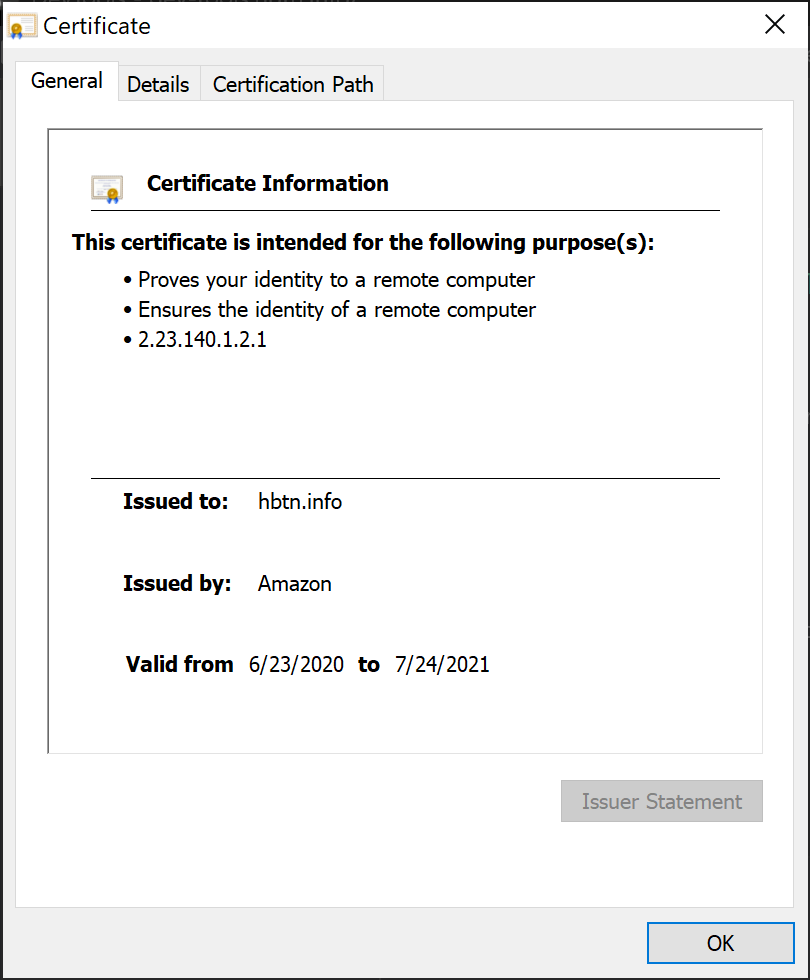 Certificate
General Details Certification Path
Certificate Information
This certificate is intended for the following purpose(s):
• Proves your identity to a remote computer
• Ensures the identity of a remote computer
• 2.23.140.1.2.1
Issued to: hbtn.info
Issued by: Amazon
Valid from 6/23/2020 to 7/24/2021
Issuer Statement
OK